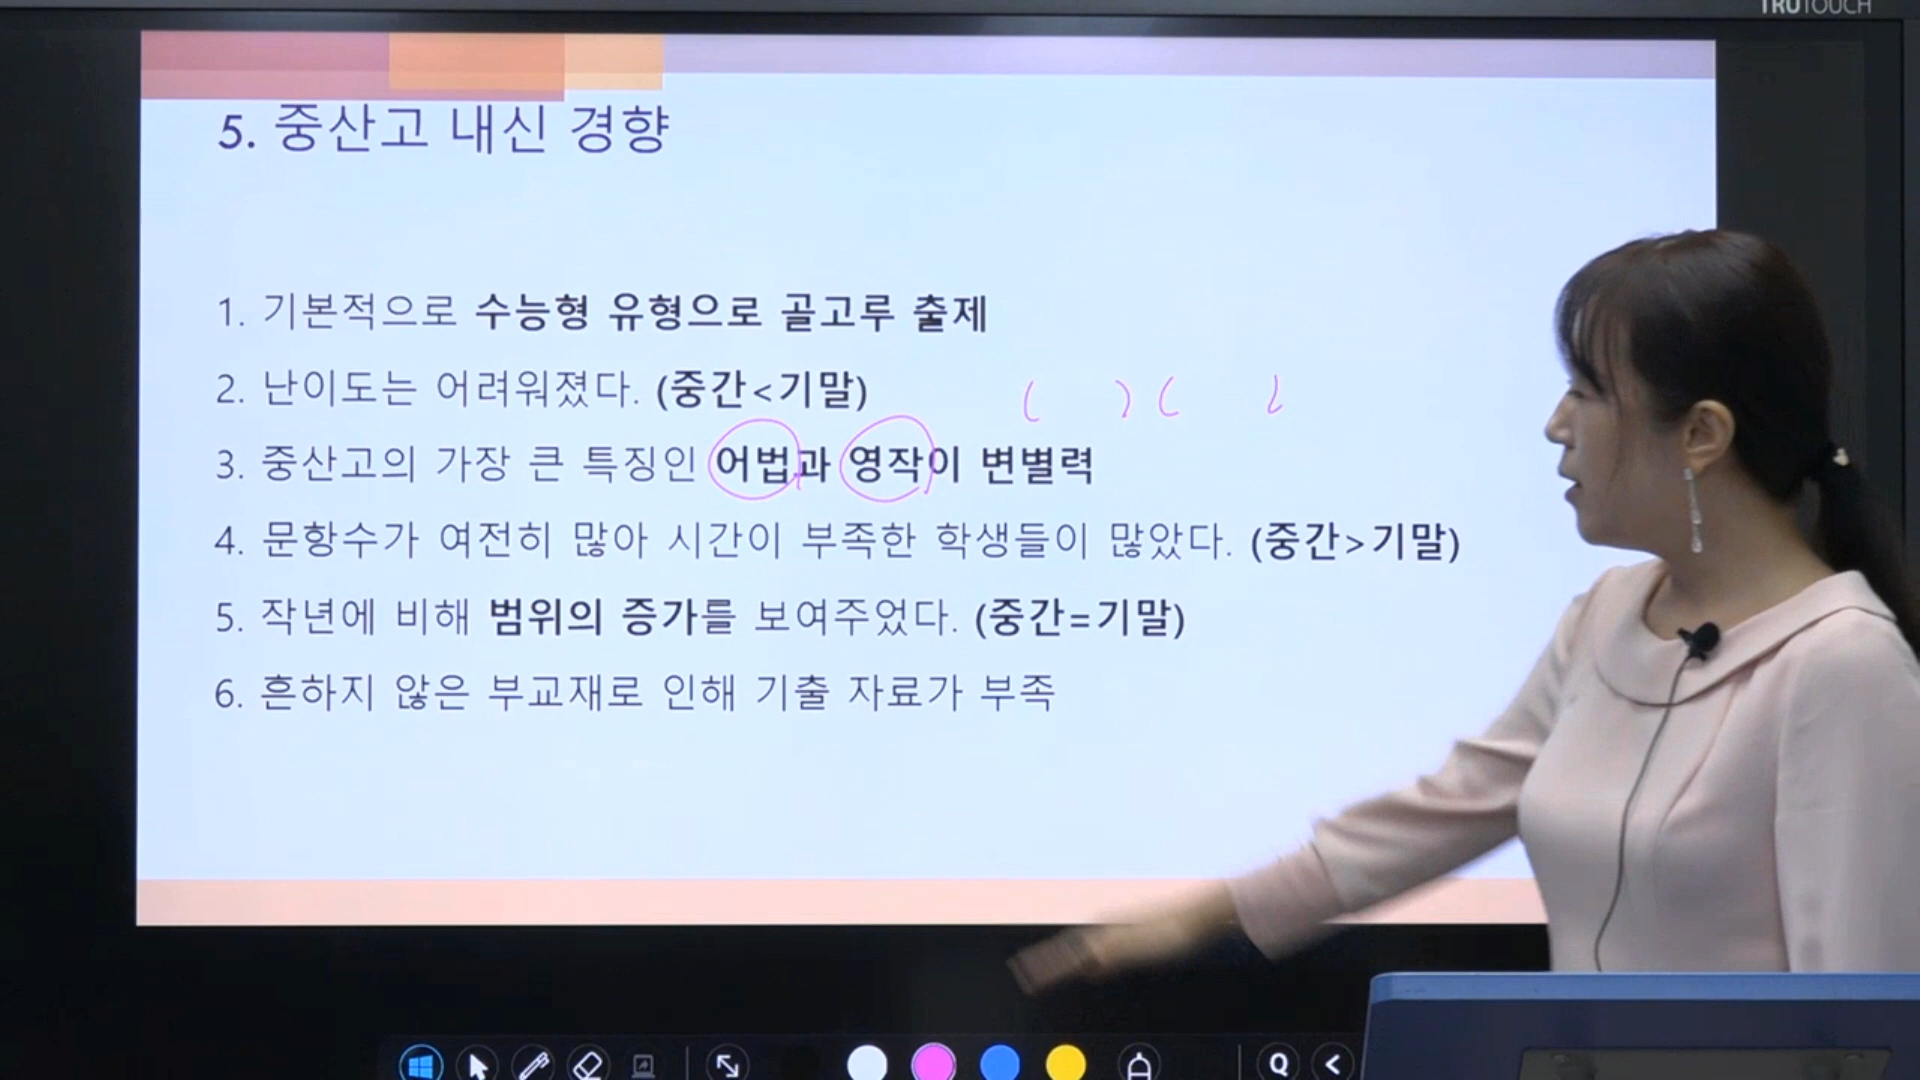 TRUTOUCH
5. 중산고 내신 경향
1. 기본적으로 수능형 유형으로 골고루 출제
2. 난이도는 어려워졌다. (중간<기말)
( ) ( )
3. 중산고의 가장 큰 특징인 어법과 영작이 변별력
4. 문항수가 여전히 많아 시간이 부족한 학생들이 많았다. (중간>기말)
5. 작년에 비해 범위의 증가를 보여주었다. (중간=기말)
6. 흔하지 않은 부교재로 인해 기출 자료가 부족